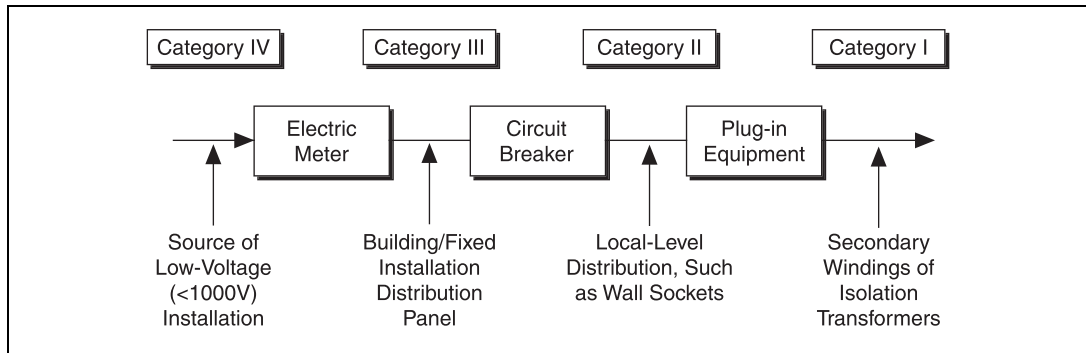 Category IV
Category III
Category II
Category I
Electric
Meter
Circuit
Breaker
Plug-in
Equipment
Source of
Low-Voltage
(<1000V)
Installation
Building/Fixed
Installation
Distribution
Panel
Local-Level
Distribution, Such
as Wall Sockets
Secondary
Windings of
Isolation
Transformers